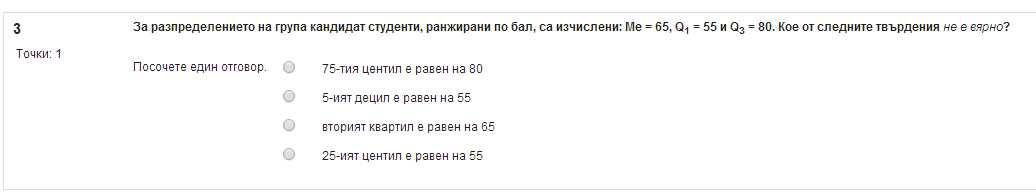 3
За разпределението на група кандидат студенти, ранжирани по бал, са изчислени: Me = 65, Q1 = 55 и Q3 = 80. Кое от следните твърдения не е вярно?
Точки: 1
Посочете един отговор.
75-тия центил е равен на 80
5-ият децил е равен на 55
вторият квартил е равен на 65
25-ият центил е равен на 55